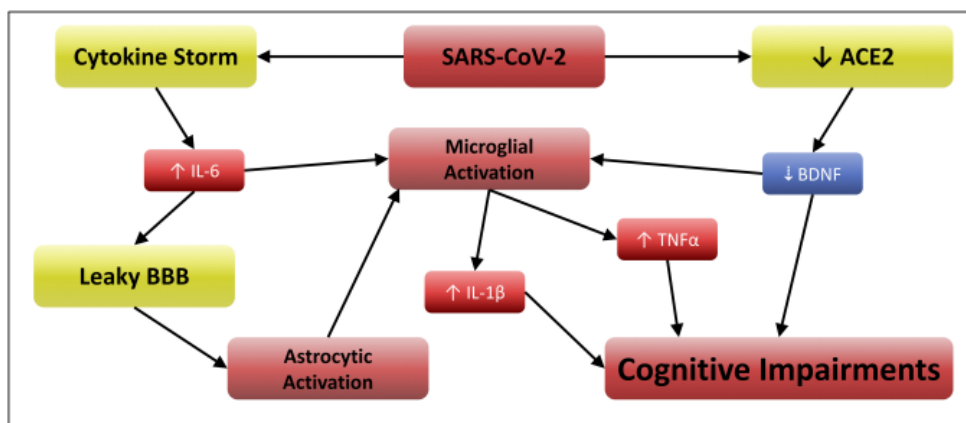 Cytokine Storm
SARS-CoV-2
↓ ACE2
↑ IL-6
Microglial
Activation
⇣ BDNF
↑ TNFα
Leaky BBB
↑ IL-1β
Astrocytic
Activation
Cognitive Impairments